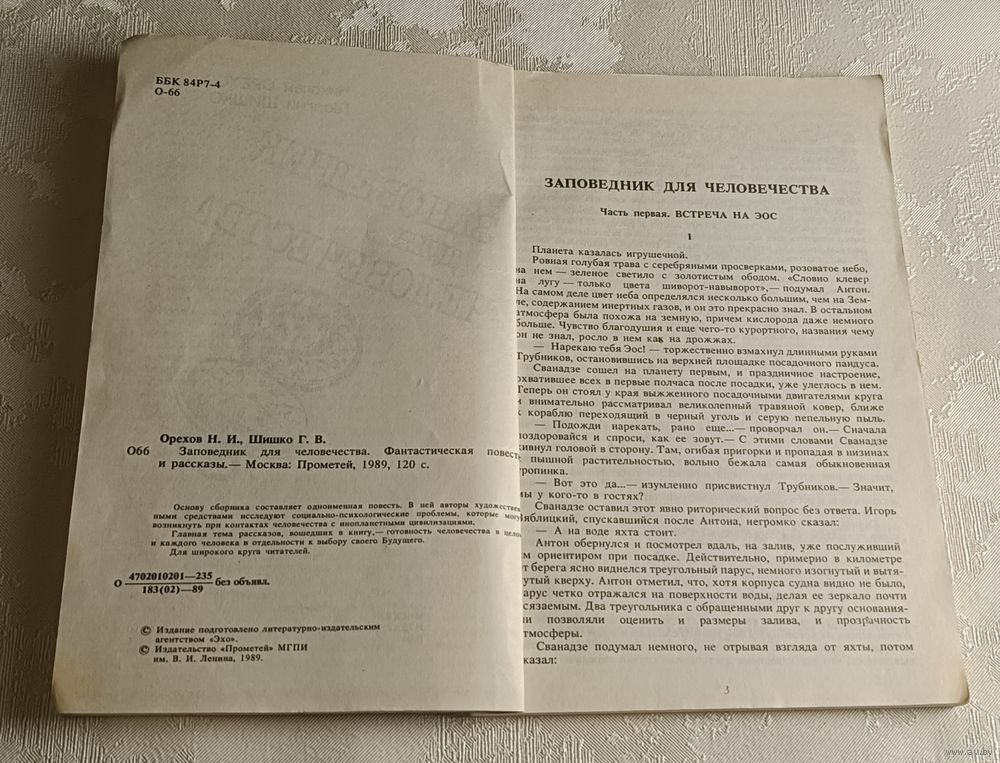 ББК 84Р7-4
О-66
Орехов Н. И., Шишко Г. В.
О66 Заповедник для человечества. Фантастическая повесть
и рассказы.— Москва: Прометей, 1989, 120 с.
Основу сборника составляет одноименная повесть. В ней авторы художествен-
ными средствами исследуют социально-психологические проблемы, которые могут
возникнуть при контактах человечества с инопланетными цивилизациями.
Главная тема рассказов, вошедших в книгу,— готовность человечества в целом
и каждого человека в отдельности к выбору своего Будущего.
Для широкого круга читателей.
О 4702010201—235
183(02)—89 без объявл.
© Издание подготовлено литературно-издательским
агентством «Эхо».
© Издательство «Прометей» МГПИ
им. В. И. Ленина, 1989.
ЗАПОВЕДНИК ДЛЯ ЧЕЛОВЕЧЕСТВА
Часть первая. ВСТРЕЧА НА ЭОС
1
Планета казалась игрушечной.
Ровная голубая трава с серебряными просверками, розоватое небо,
на нем — зеленое светило с золотистым ободом. «Словно клевер
на лугу — только цвета шиворот-навыворот»,— подумал Антон.
На самом деле цвет неба определялся несколько большим, чем на Зем-
ле, содержанием инертных газов, и он это прекрасно знал. В остальном
атмосфера была похожа на земную, причем кислорода даже немного
больше. Чувство благодушия и еще чего-то курортного, названия чему
он не знал, росло в нем как на дрожжах.
— Нарекаю тебя Эос! — торжественно взмахнул длинными руками
Трубников, остановившись на верхней площадке посадочного пандуса.
Сванадзе сошел на планету первым, и праздничное настроение,
охватившее всех в первые полчаса после посадки, уже улеглось в нем.
Теперь он стоял у края выжженного посадочными двигателями круга
и внимательно рассматривал великолепный травяной ковер, ближе
к кораблю переходящий в черный уголь и серую пепельную пыль.
— Подожди нарекать, рано еще...— проворчал он.— Сначала
поздоровайся и спроси, как ее зовут.— С этими словами Сванадзе
кивнул головой в сторону. Там, огибая пригорки и пропадая в низинах
с пышной растительностью, вольно бежала самая обыкновенная
тропинка.
— Вот это да...— изумленно присвистнул Трубников.— Значит,
мы у кого-то в гостях?
Сванадзе оставил этот явно риторический вопрос без ответа. Игорь
Яблицкий, спускавшийся после Антона, негромко сказал:
— А на воде яхта стоит.
Антон обернулся и посмотрел вдаль, на залив, уже послуживший
им ориентиром при посадке. Действительно, примерно в километре
от берега ясно виднелся треугольный парус, немного изогнутый и вытя-
нутый кверху. Антон отметил, что, хотя корпуса судна видно не было,
парус четко отражался на поверхности воды, делая ее зеркало почти
осязаемым. Два треугольника с обращенными друг к другу основания-
ми позволяли оценить и размеры залива, и прозрачность
атмосферы.
Сванадзе подумал немного, не отрывая взгляда от яхты, потом
сказал:
3
www.av.by